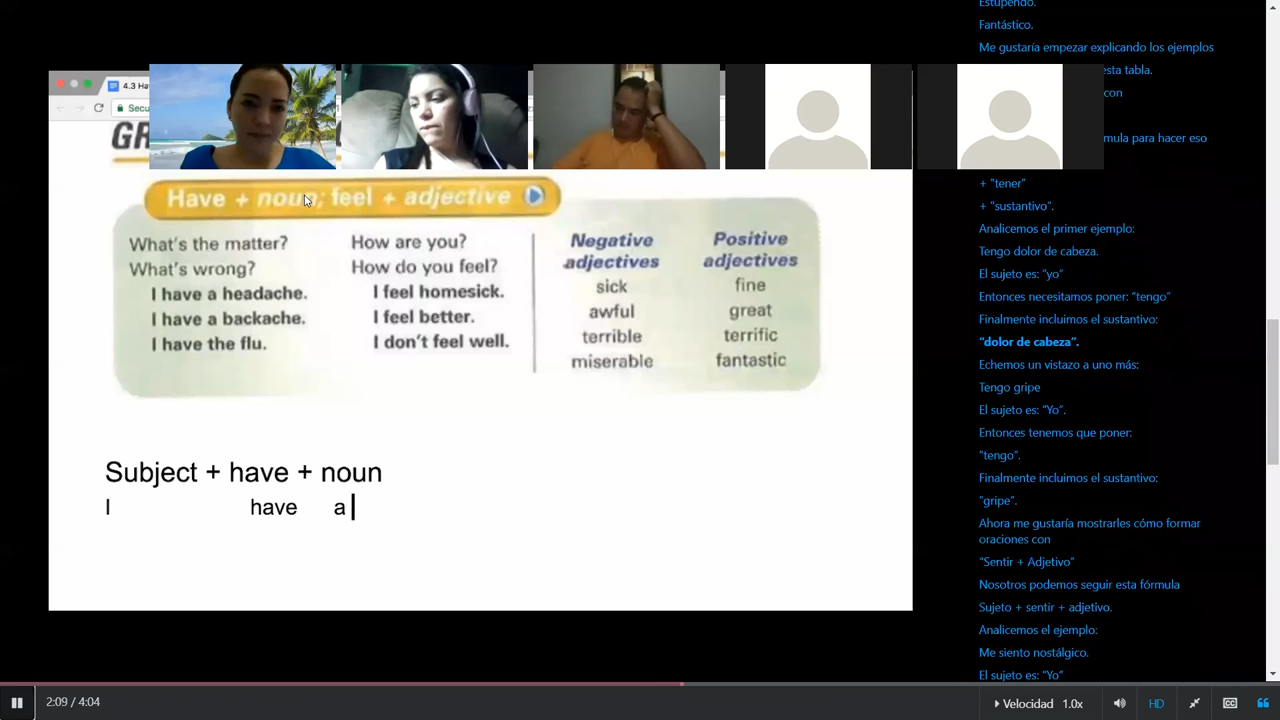 4.3 Ha
Secu
GR
Have + noun; feel + adjective
What's the matter?
What's wrong?
I have a headache.
I have a backache.
I have the flu.
How are you?
How do you feel?
I feel homesick.
I feel better.
I don't feel well.
Negative
adjectives
sick
awful
terrible
miserable
Positive
adjectives
fine
great
terrific
fantastic
Subject + have + noun
I have a
Estupendo.
Fantástico.
Me gustaría empezar explicando los ejemplos
esta tabla.
con
mula para hacer eso
+ "tener"
+ "sustantivo".
Analicemos el primer ejemplo:
Tengo dolor de cabeza.
El sujeto es: "yo"
Entonces necesitamos poner: "tengo"
Finalmente incluimos el sustantivo:
"dolor de cabeza".
Echemos un vistazo a uno más:
Tengo gripe
El sujeto es: "Yo".
Entonces tenemos que poner:
"tengo".
Finalmente incluimos el sustantivo:
"gripe".
Ahora me gustaría mostrarles cómo formar
oraciones con
"Sentir + Adjetivo"
Nosotros podemos seguir esta fórmula
Sujeto + sentir + adjetivo.
Analicemos el ejemplo:
Me siento nostálgico.
El sujeto es: "Yo"
2:09 / 4:04
Velocidad 1.0x
HD
CC